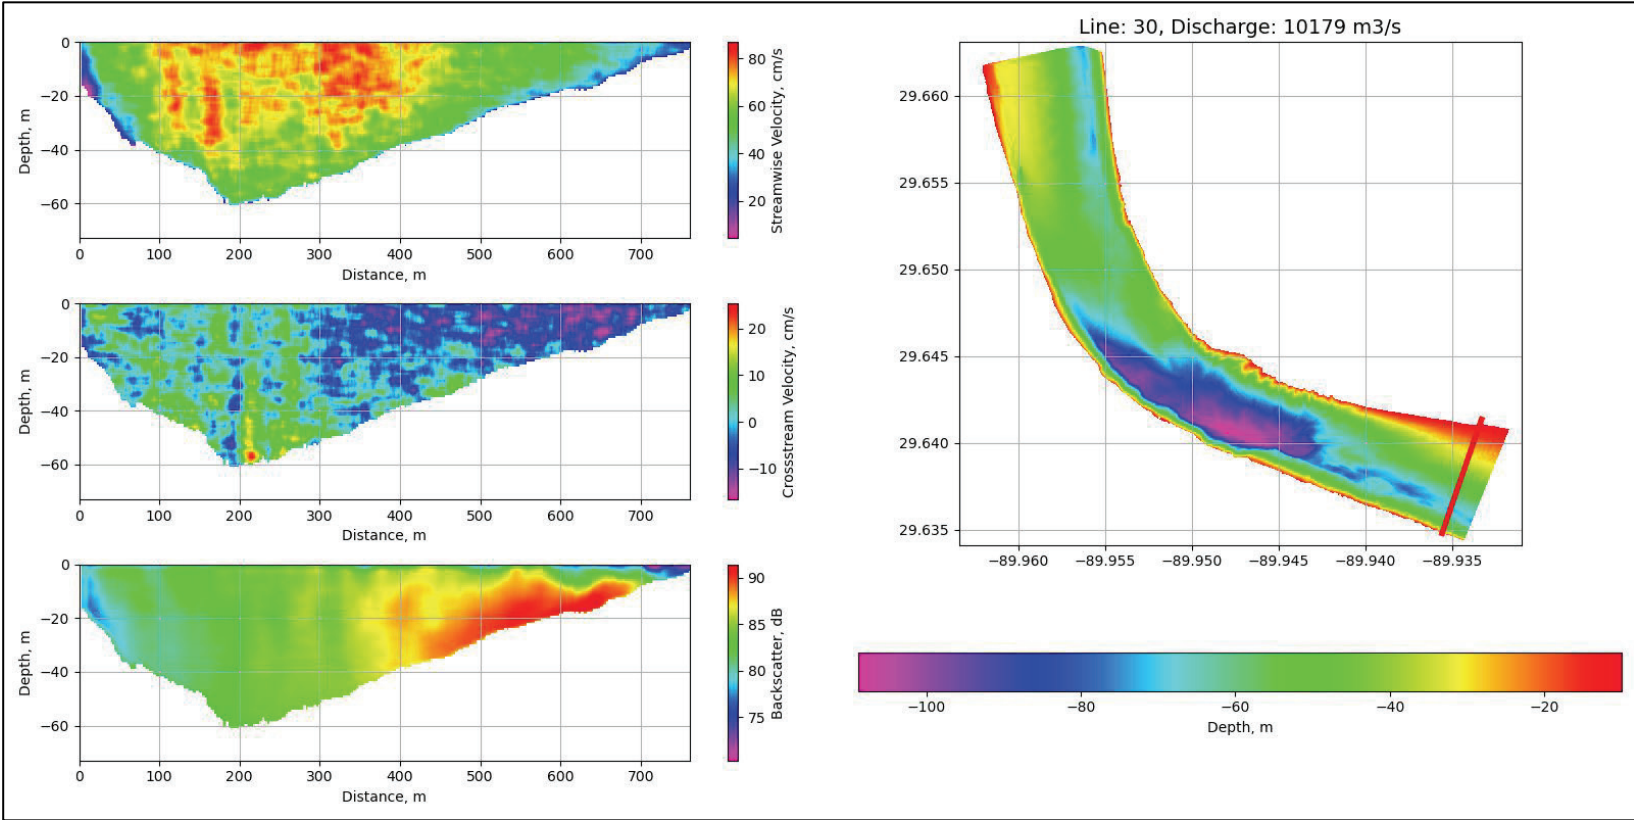 0
−20
−40
−60
Depth, m
0 100 200 300 400 500 600 700
Distance, m
80
60
40
20
Streamwise Velocity, cm/s
0
−20
−40
−60
Depth, m
0 100 200 300 400 500 600 700
Distance, m
20
10
0
−10
Crossstream Velocity, cm/s
0
−20
−40
−60
Depth, m
0 100 200 300 400 500 600 700
Distance, m
90
85
80
75
Backscatter, dB
Line: 30, Discharge: 10179 m3/s
29.660
29.655
29.650
29.645
29.640
29.635
−89.960 −89.955 −89.950 −89.945 −89.940 −89.935
−100 −80 −60 −40 −20
Depth, m